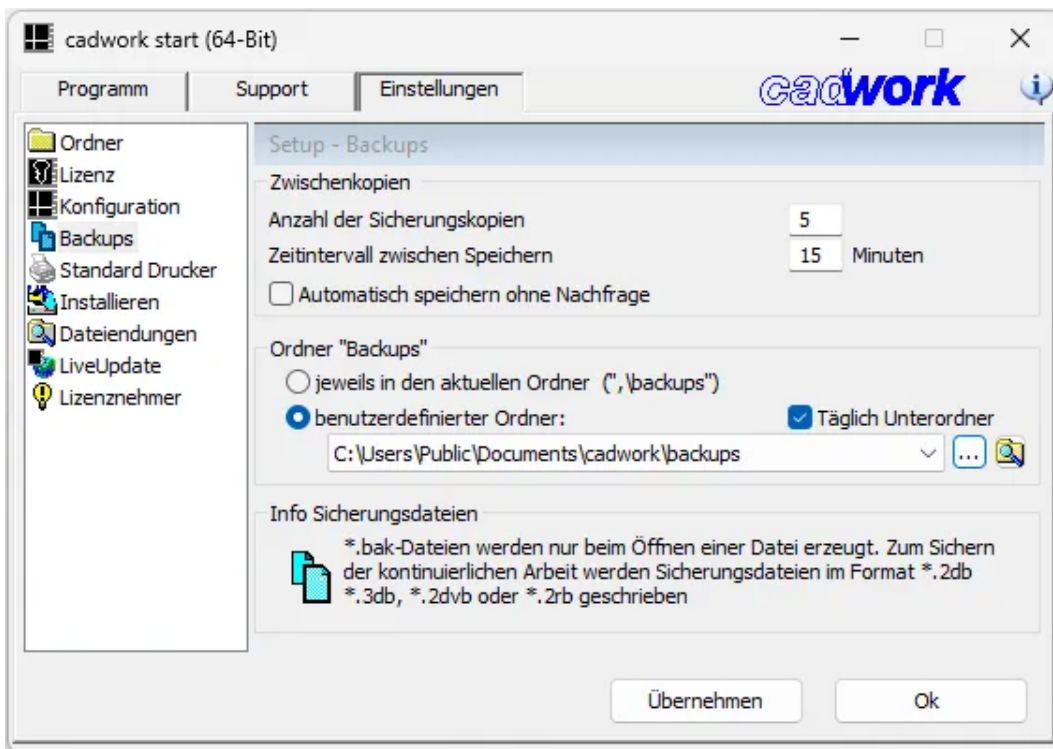 cadwork start (64-Bit)
Programm
Support
Einstellungen
cadwork
Ordner
Lizenz
Konfiguration
Backups
Standard Drucker
Installieren
Dateiendungen
LiveUpdate
Lizenznehmer
Setup - Backups
Zwischenkopien
Anzahl der Sicherungskopien 5
Zeitintervall zwischen Speichern 15 Minuten
Automatisch speichern ohne Nachfrage
Ordner "Backups"
jeweils in den aktuellen Ordner (",\backups")
benutzerdefinierter Ordner: Täglich Unterordner
C:\Users\Public\Documents\cadwork\backups ...
Info Sicherungsdateien
*.bak-Dateien werden nur beim Öffnen einer Datei erzeugt. Zum Sichern
der kontinuierlichen Arbeit werden Sicherungsdateien im Format *.2db
*.3db, *.2dvb oder *.2rb geschrieben
Übernehmen
Ok